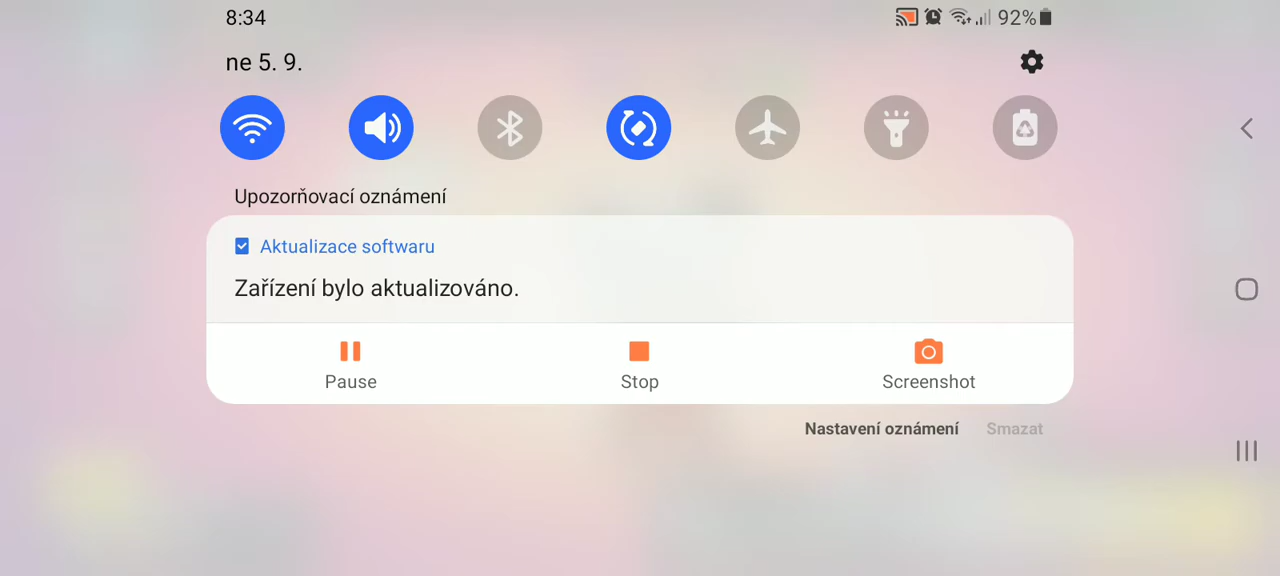 8:34
92%
ne 5. 9.
Upozorňovací oznámení
Aktualizace softwaru
Zařízení bylo aktualizováno.
Pause
Stop
Screenshot
Nastavení oznámení
Smazat